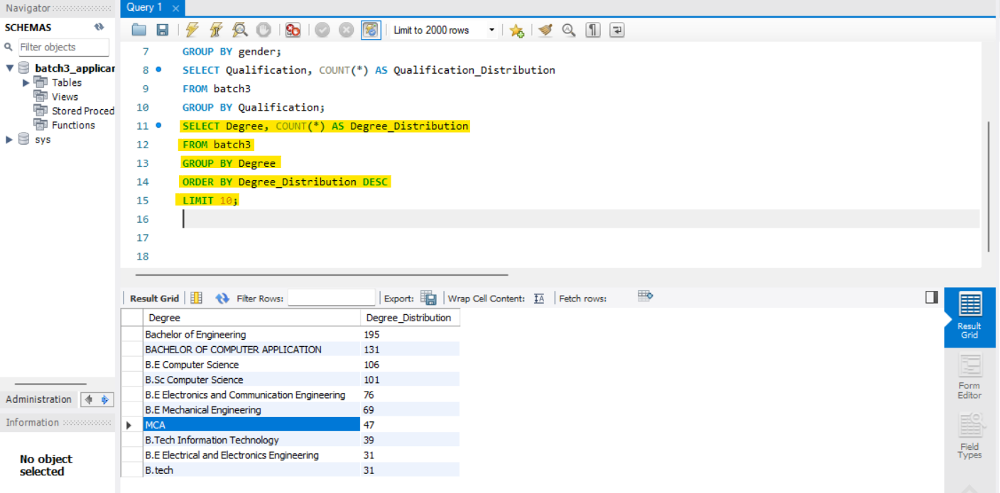 Navigator
Query 1
SCHEMAS
Limit to 2000 rows
Filter objects
batch3_applicar
Tables
Views
Stored Proced
Functions
sys
7 GROUP BY gender;
8 SELECT Qualification, COUNT(*) AS Qualification_Distribution
9 FROM batch3
10 GROUP BY Qualification;
11 SELECT Degree, COUNT(*) AS Degree_Distribution
12 FROM batch3
13 GROUP BY Degree
14 ORDER BY Degree_Distribution DESC
15 LIMIT 10;
16
17
18
Administration
Information
No object
selected
Result Grid Filter Rows: Export: Wrap Cell Content: Fetch rows:
Degree Degree_Distribution
Bachelor of Engineering 195
BACHELOR OF COMPUTER APPLICATION 131
B.E Computer Science 106
B.Sc Computer Science 101
B.E Electronics and Communication Engineering 76
B.E Mechanical Engineering 69
MCA 47
B.Tech Information Technology 39
B.E Electrical and Electronics Engineering 31
B.tech 31
Result
Grid
Form
Editor
Field
Types